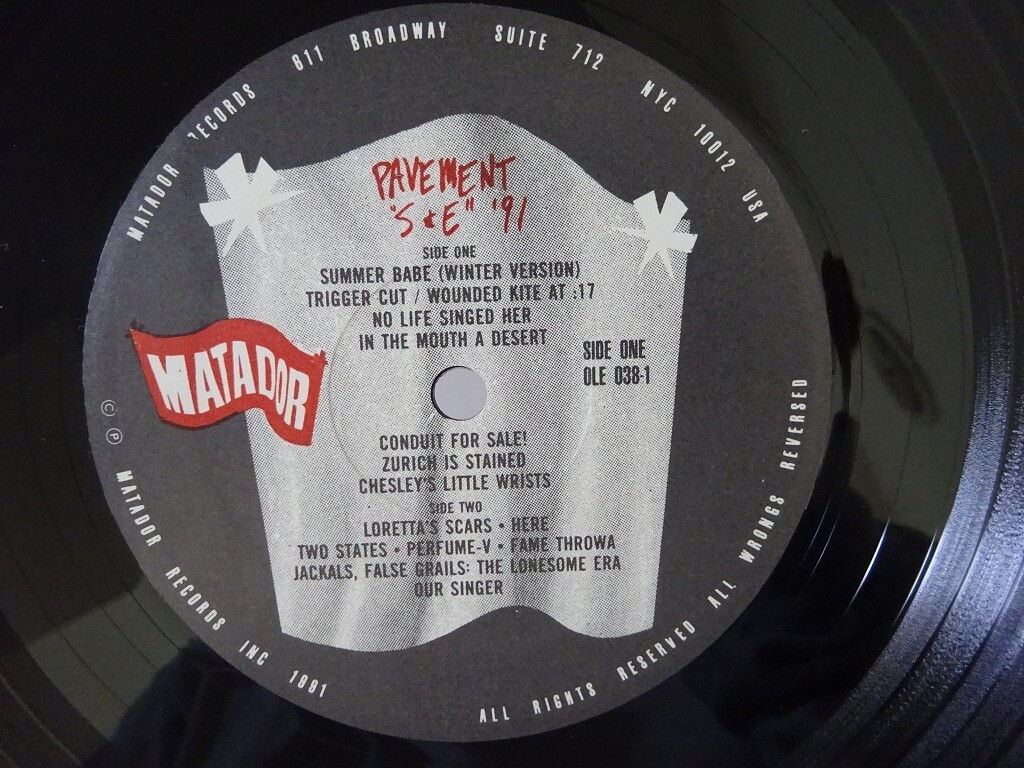 MATADOR RECORDS 611 BROADWAY SUITE 712 NYC 10012 USA
PAVEMENT
"S & E" '91
SIDE ONE
SUMMER BABE (WINTER VERSION)
TRIGGER CUT / WOUNDED KITE AT :17
NO LIFE SINGED HER
IN THE MOUTH A DESERT
SIDE ONE
OLE 038-1
MATADOR
CONDUIT FOR SALE!
ZURICH IS STAINED
CHESLEY'S LITTLE WRISTS
SIDE TWO
LORETTA'S SCARS • HERE
TWO STATES • PERFUME-V • FAME THROWA
JACKALS, FALSE GRAILS: THE LONESOME ERA
OUR SINGER
© ℗ MATADOR RECORDS INC 1991
ALL RIGHTS RESERVED ALL WRONGS REVERSED